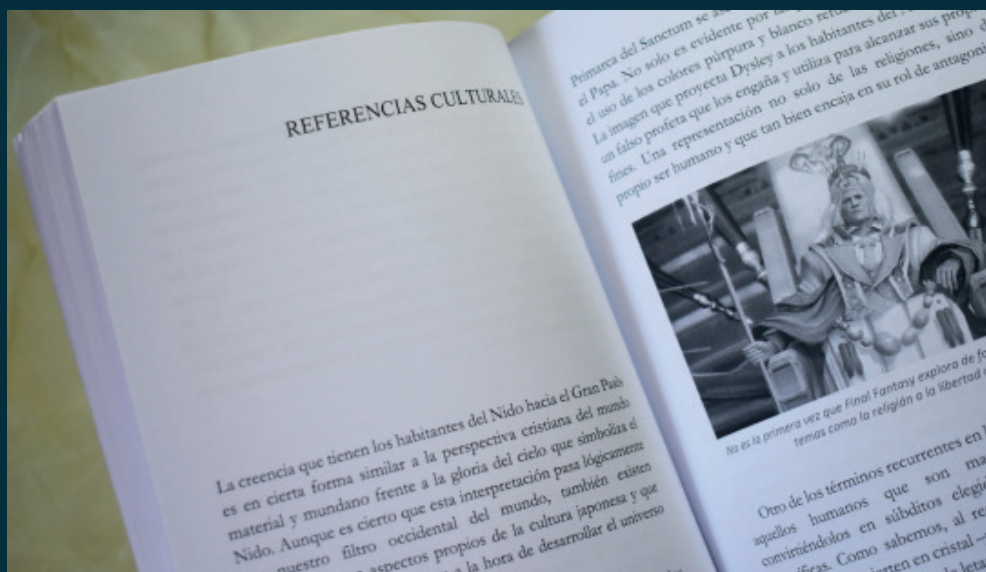 REFERENCIAS CULTURALES
La creencia que tienen los habitantes del Nido hacia el Gran Pals
es en cierta forma similar a la perspectiva cristiana del mundo
material y mundano frente a la gloria del cielo que simboliza el
Nido. Aunque es cierto que esta interpretación pasa lógicamente
nuestro filtro occidental del mundo, también existen
aspectos propios de la cultura japonesa y que
a la hora de desarrollar el universo
Primarca del Sanctum se
el Papa. No solo es evidente por
el uso de los colores púrpura y blanco
La imagen que proyecta Dysley a los habitantes del
un falso profeta que los engaña y utiliza para alcanzar sus
fines. Una representación no solo de las religiones, sino
propio ser humano y que tan bien encaja en su rol de
No es la primera vez que Final Fantasy explora de
temas como la religión a la libertad
Otro de los términos recurrentes en
aquellos humanos que son
convirtiéndolos en súbditos
Como sabemos, al
en cristal